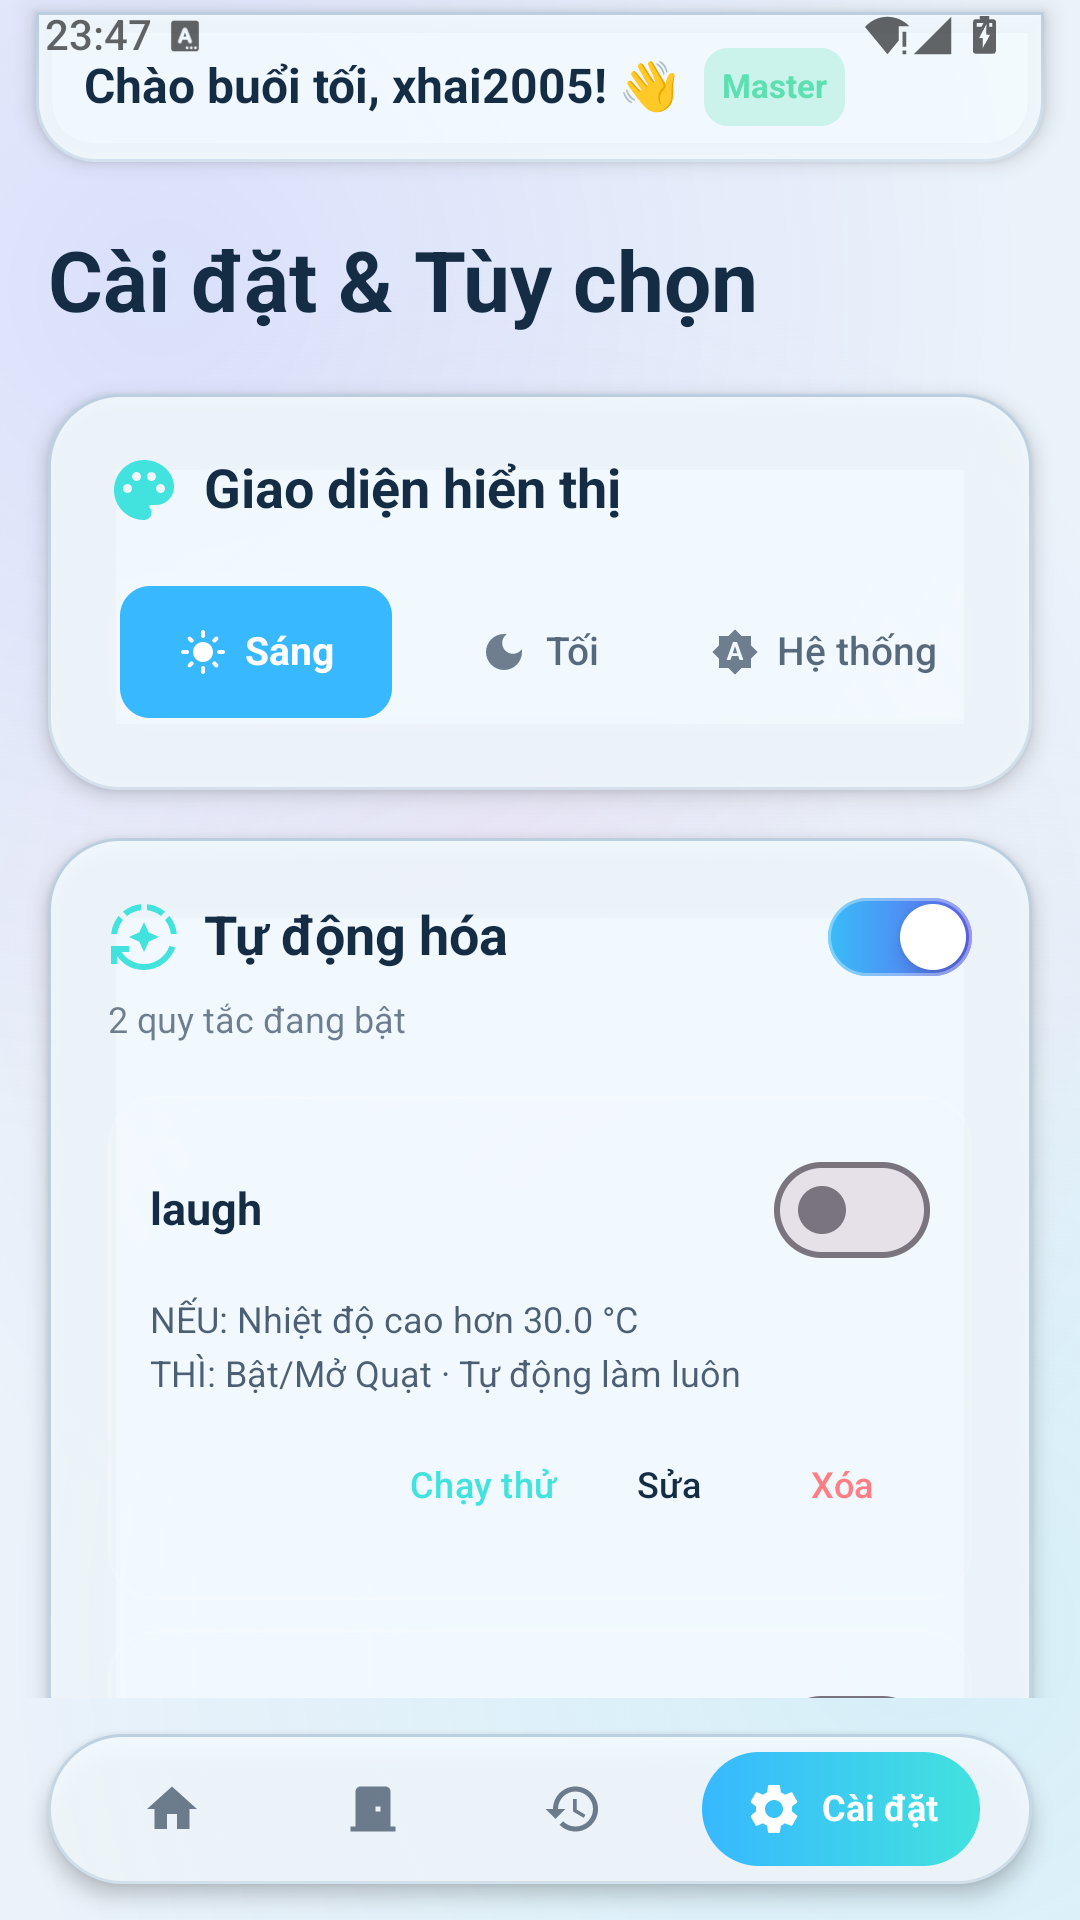 23:47
Chào buổi tối, xhai2005! 👋 Master
Cài đặt & Tùy chọn
Giao diện hiển thị
Sáng Tối Hệ thống
Tự động hóa
2 quy tắc đang bật
laugh
NẾU: Nhiệt độ cao hơn 30.0 °C
THÌ: Bật/Mở Quạt · Tự động làm luôn
Chạy thử Sửa Xóa
Cài đặt